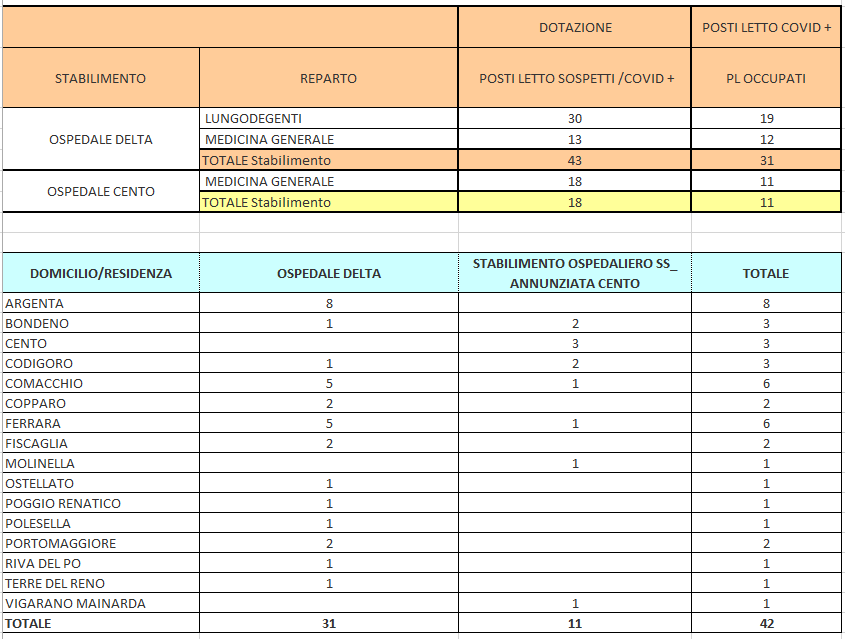 DOTAZIONE POSTI LETTO COVID +
STABILIMENTO REPARTO POSTI LETTO SOSPETTI /COVID + PL OCCUPATI
OSPEDALE DELTA
LUNGODEGENTI 30 19
MEDICINA GENERALE 13 12
TOTALE Stabilimento 43 31
OSPEDALE CENTO
MEDICINA GENERALE 18 11
TOTALE Stabilimento 18 11
DOMICILIO/RESIDENZA OSPEDALE DELTA STABILIMENTO OSPEDALIERO SS_ TOTALE
ANNUNZIATA CENTO
ARGENTA 8 8
BONDENO 1 2 3
CENTO 3 3
CODIGORO 1 2 3
COMACCHIO 5 1 6
COPPARO 2 2
FERRARA 5 1 6
FISCAGLIA 2 2
MOLINELLA 1 1
OSTELLATO 1 1
POGGIO RENATICO 1 1
POLESELLA 1 1
PORTOMAGGIORE 2 2
RIVA DEL PO 1 1
TERRE DEL RENO 1 1
VIGARANO MAINARDA 1 1
TOTALE 31 11 42